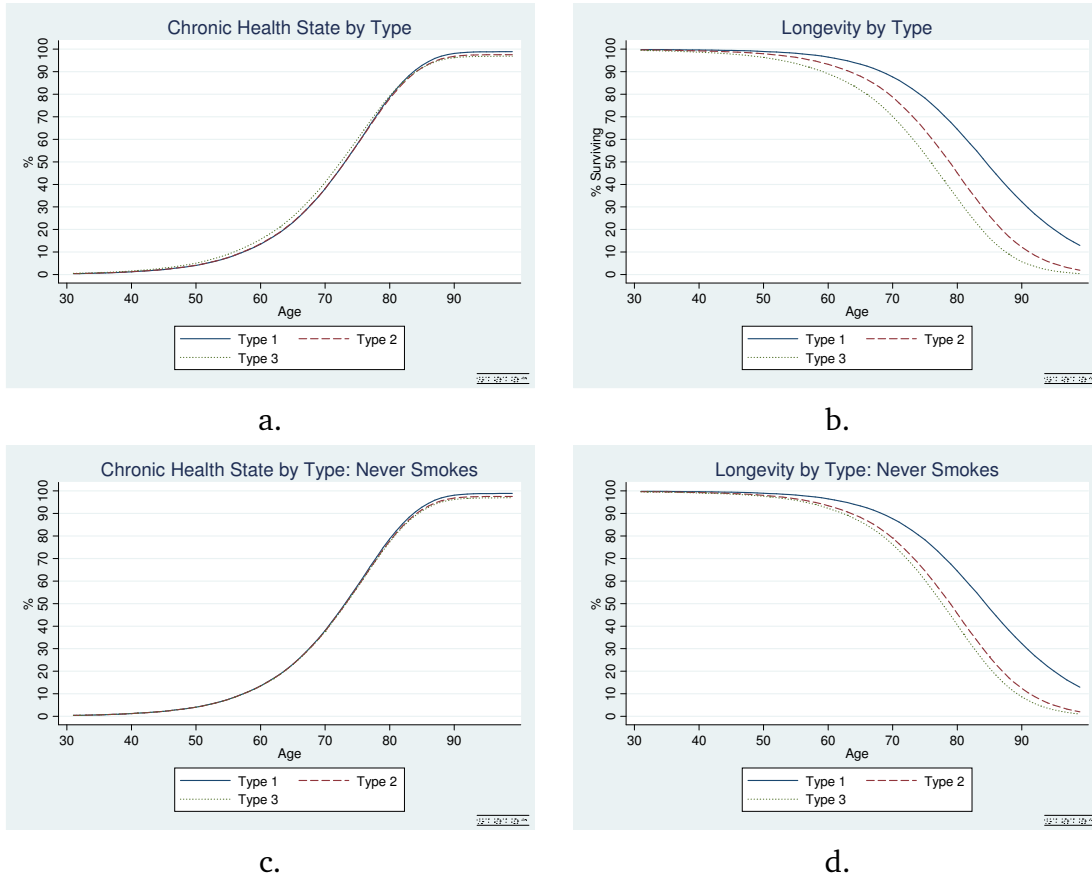 Chronic Health State by Type
%
0 10 20 30 40 50 60 70 80 90 100
30 40 50 60 70 80 90
Age
Type 1 Type 2
Type 3
a.
Longevity by Type
% Surviving
0 10 20 30 40 50 60 70 80 90 100
30 40 50 60 70 80 90
Age
Type 1 Type 2
Type 3
b.
Chronic Health State by Type: Never Smokes
%
0 10 20 30 40 50 60 70 80 90 100
30 40 50 60 70 80 90
Age
Type 1 Type 2
Type 3
c.
Longevity by Type: Never Smokes
%
0 10 20 30 40 50 60 70 80 90 100
30 40 50 60 70 80 90
Age
Type 1 Type 2
Type 3
d.